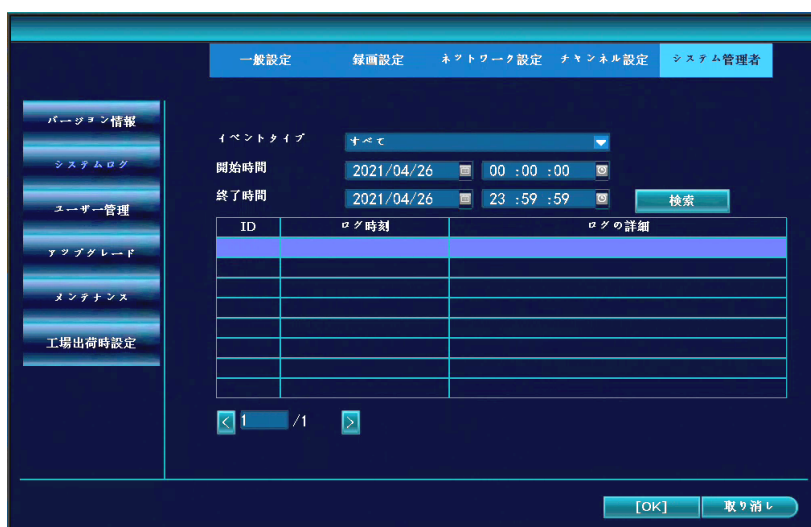 一般設定 録画設定 ネットワーク設定 チャンネル設定 システム管理者
バージョン情報
システムログ
ユーザー管理
アップグレード
メンテナンス
工場出荷時設定
イベントタイプ すべて
開始時間 2021/04/26 00 :00 :00
終了時間 2021/04/26 23 :59 :59 検索
ID ログ時刻 ログの詳細
< 1 /1 >
[OK] 取り消し